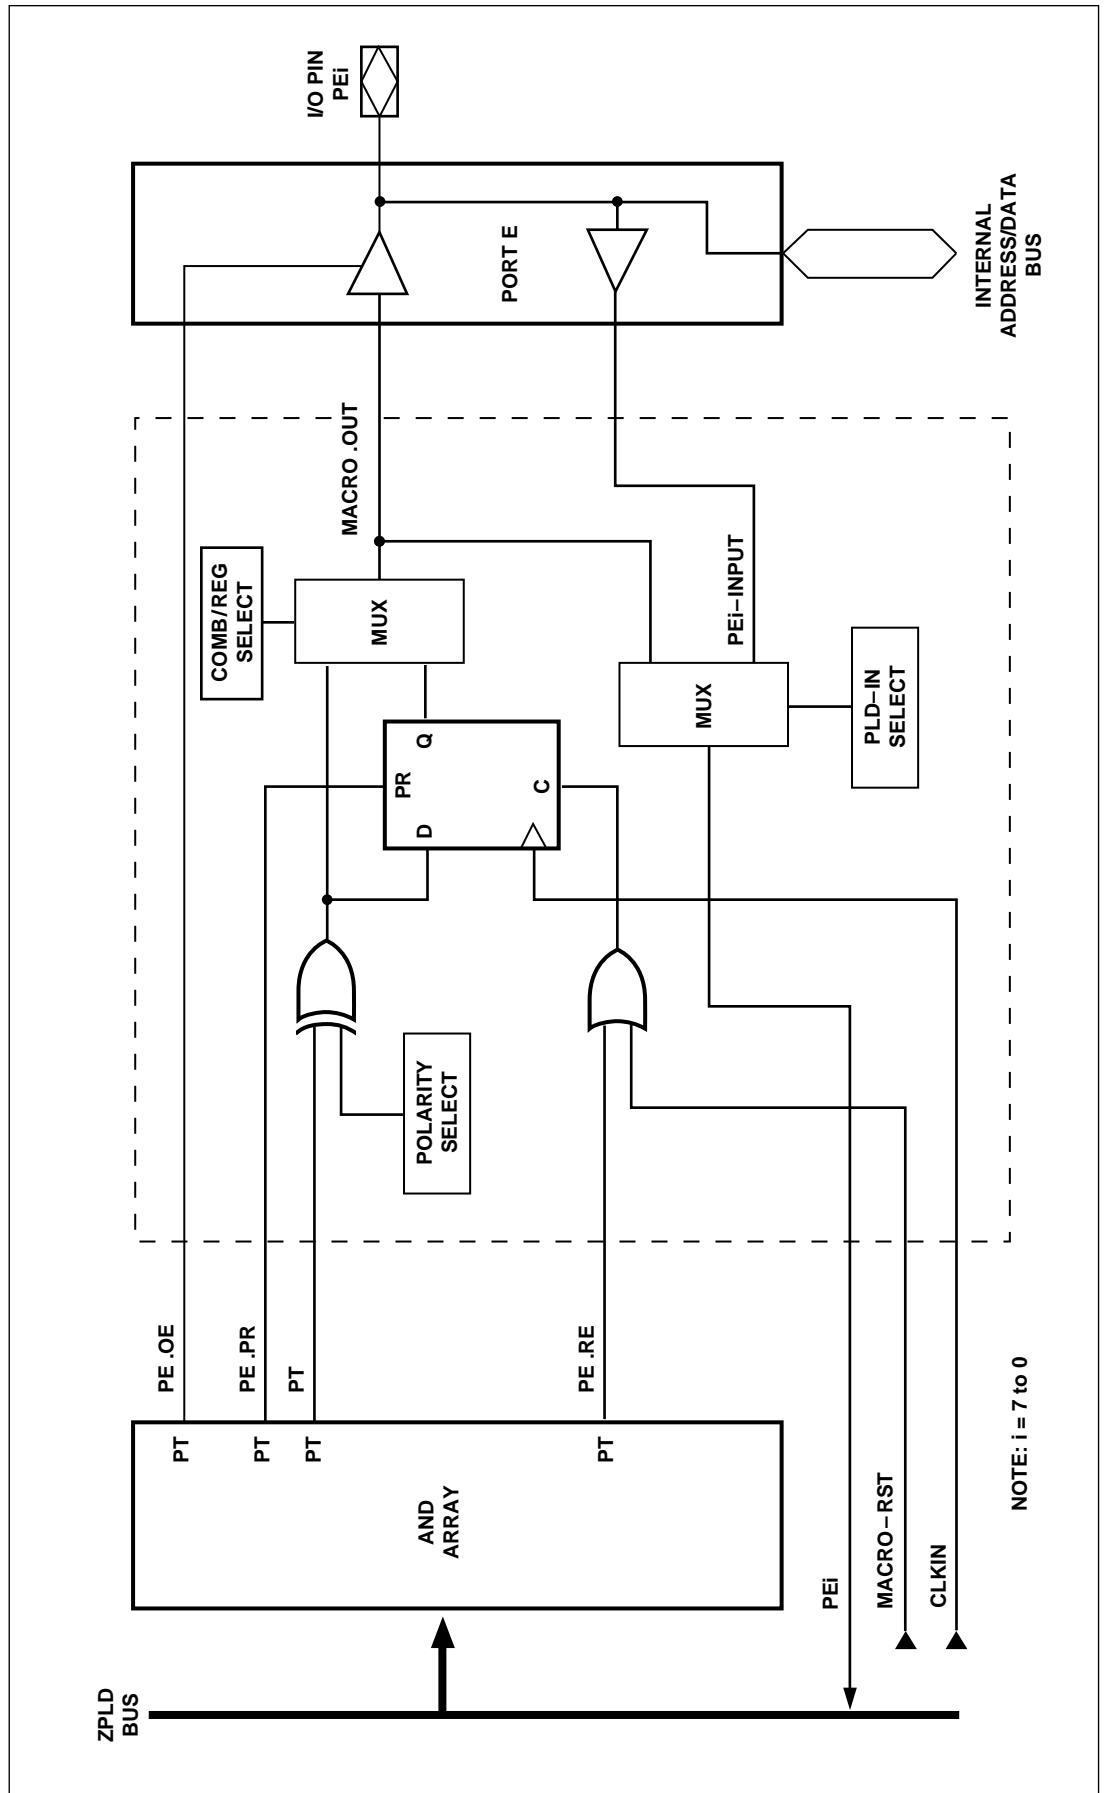 I/O PIN
PEi
PORT E
INTERNAL
ADDRESS/DATA
BUS
MACRO .OUT
COMB/REG
SELECT
MUX
PEi–INPUT
MUX
PLD–IN
SELECT
PR
Q
D
C
POLARITY
SELECT
PE .OE
PE .PR
PT
PE .RE
PT
PT
PT
PT
AND
ARRAY
PEi
MACRO–RST
CLKIN
ZPLD
BUS
NOTE: i = 7 to 0